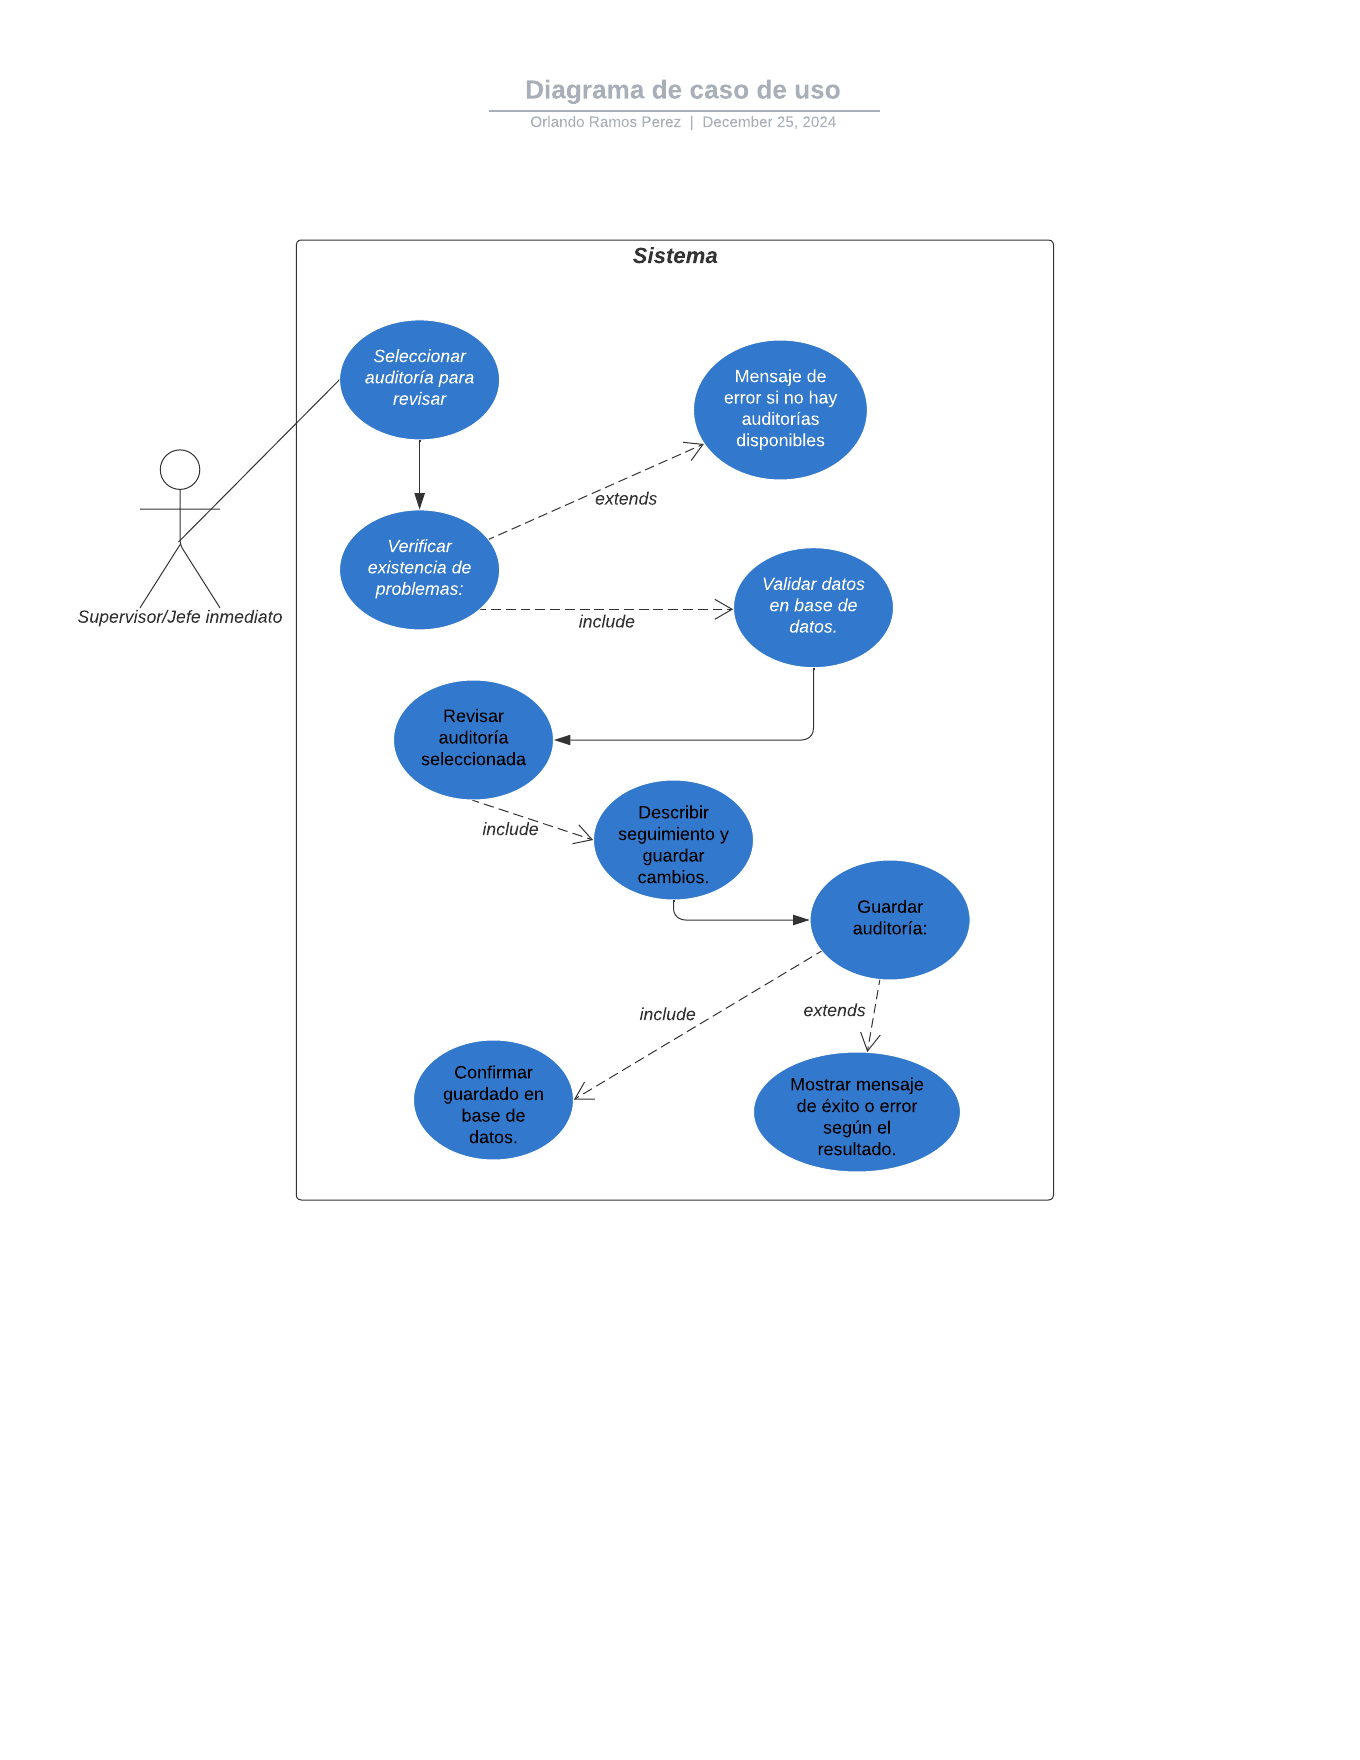 Diagrama de caso de uso
Orlando Ramos Perez | December 25, 2024
Sistema
Seleccionar
auditoría para
revisar
Mensaje de
error si no hay
auditorías
disponibles
extends
Verificar
existencia de
problemas:
Validar datos
en base de
datos.
include
Supervisor/Jefe inmediato
Revisar
auditoría
seleccionada
include
Describir
seguimiento y
guardar
cambios.
Guardar
auditoría:
include
extends
Confirmar
guardado en
base de
datos.
Mostrar mensaje
de éxito o error
según el
resultado.